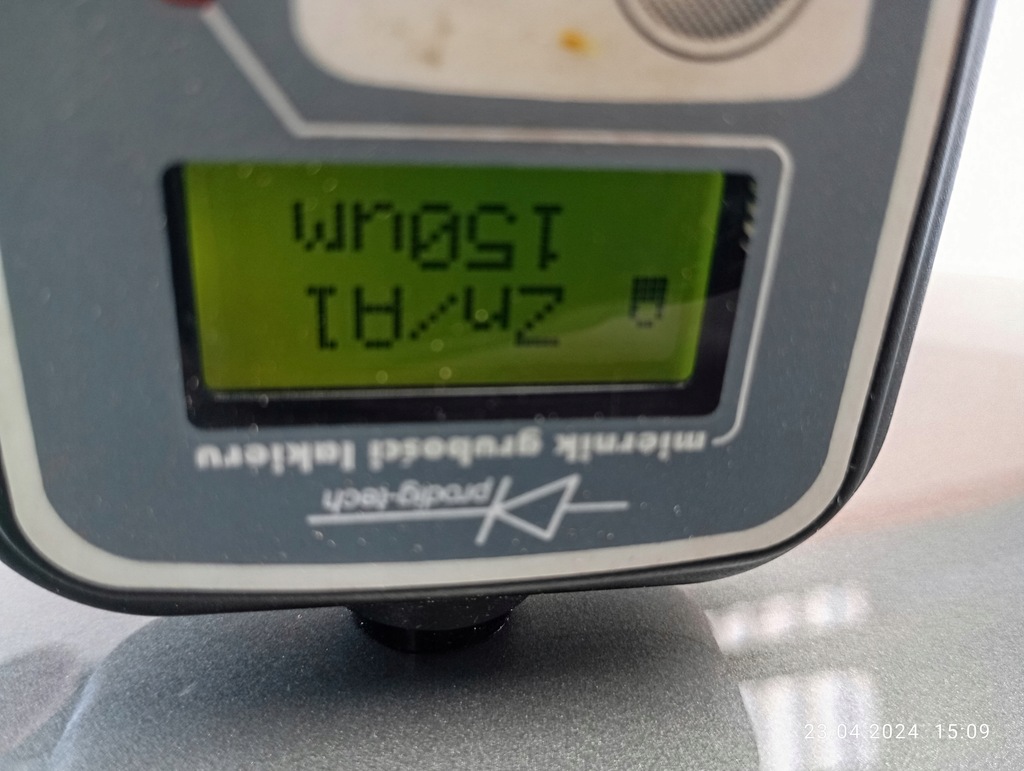 prodig-tech
miernik grubości lakieru
Zn/Al
150um
23.04.2024 15:09